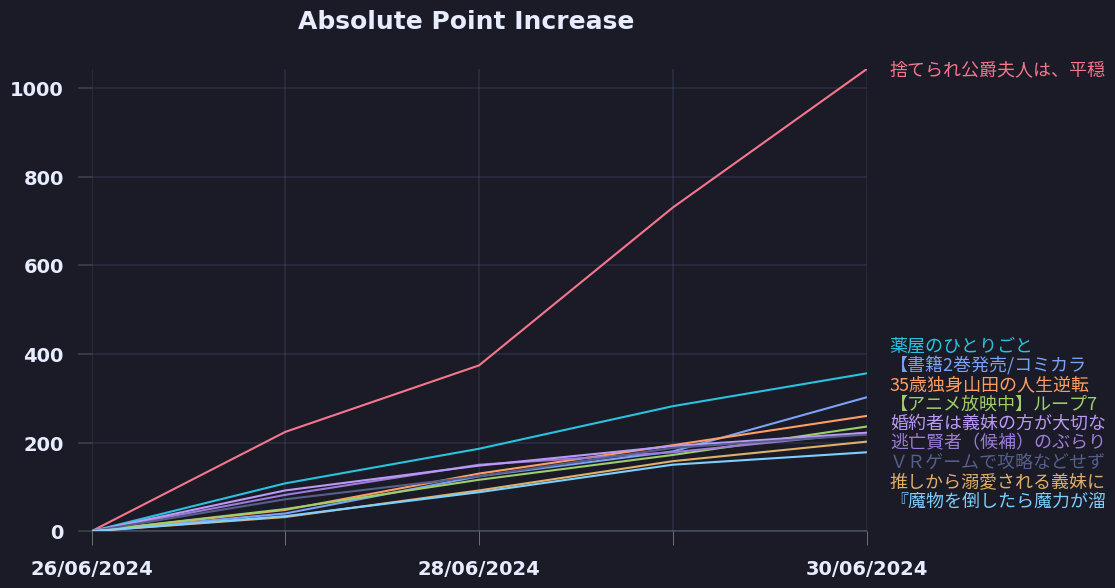 Absolute Point Increase
1000
800
600
400
200
0
26/06/2024
28/06/2024
30/06/2024
捨てられ公爵夫人は、平穏
薬屋のひとりごと
【書籍2巻発売/コミカラ
35歳独身山田の人生逆転
【アニメ放映中】ループ7
婚約者は義妹の方が大切な
逃亡賢者（候補）のぶらり
ＶＲゲームで攻略などせず
推しから溺愛される義妹に
『魔物を倒したら魔力が溜